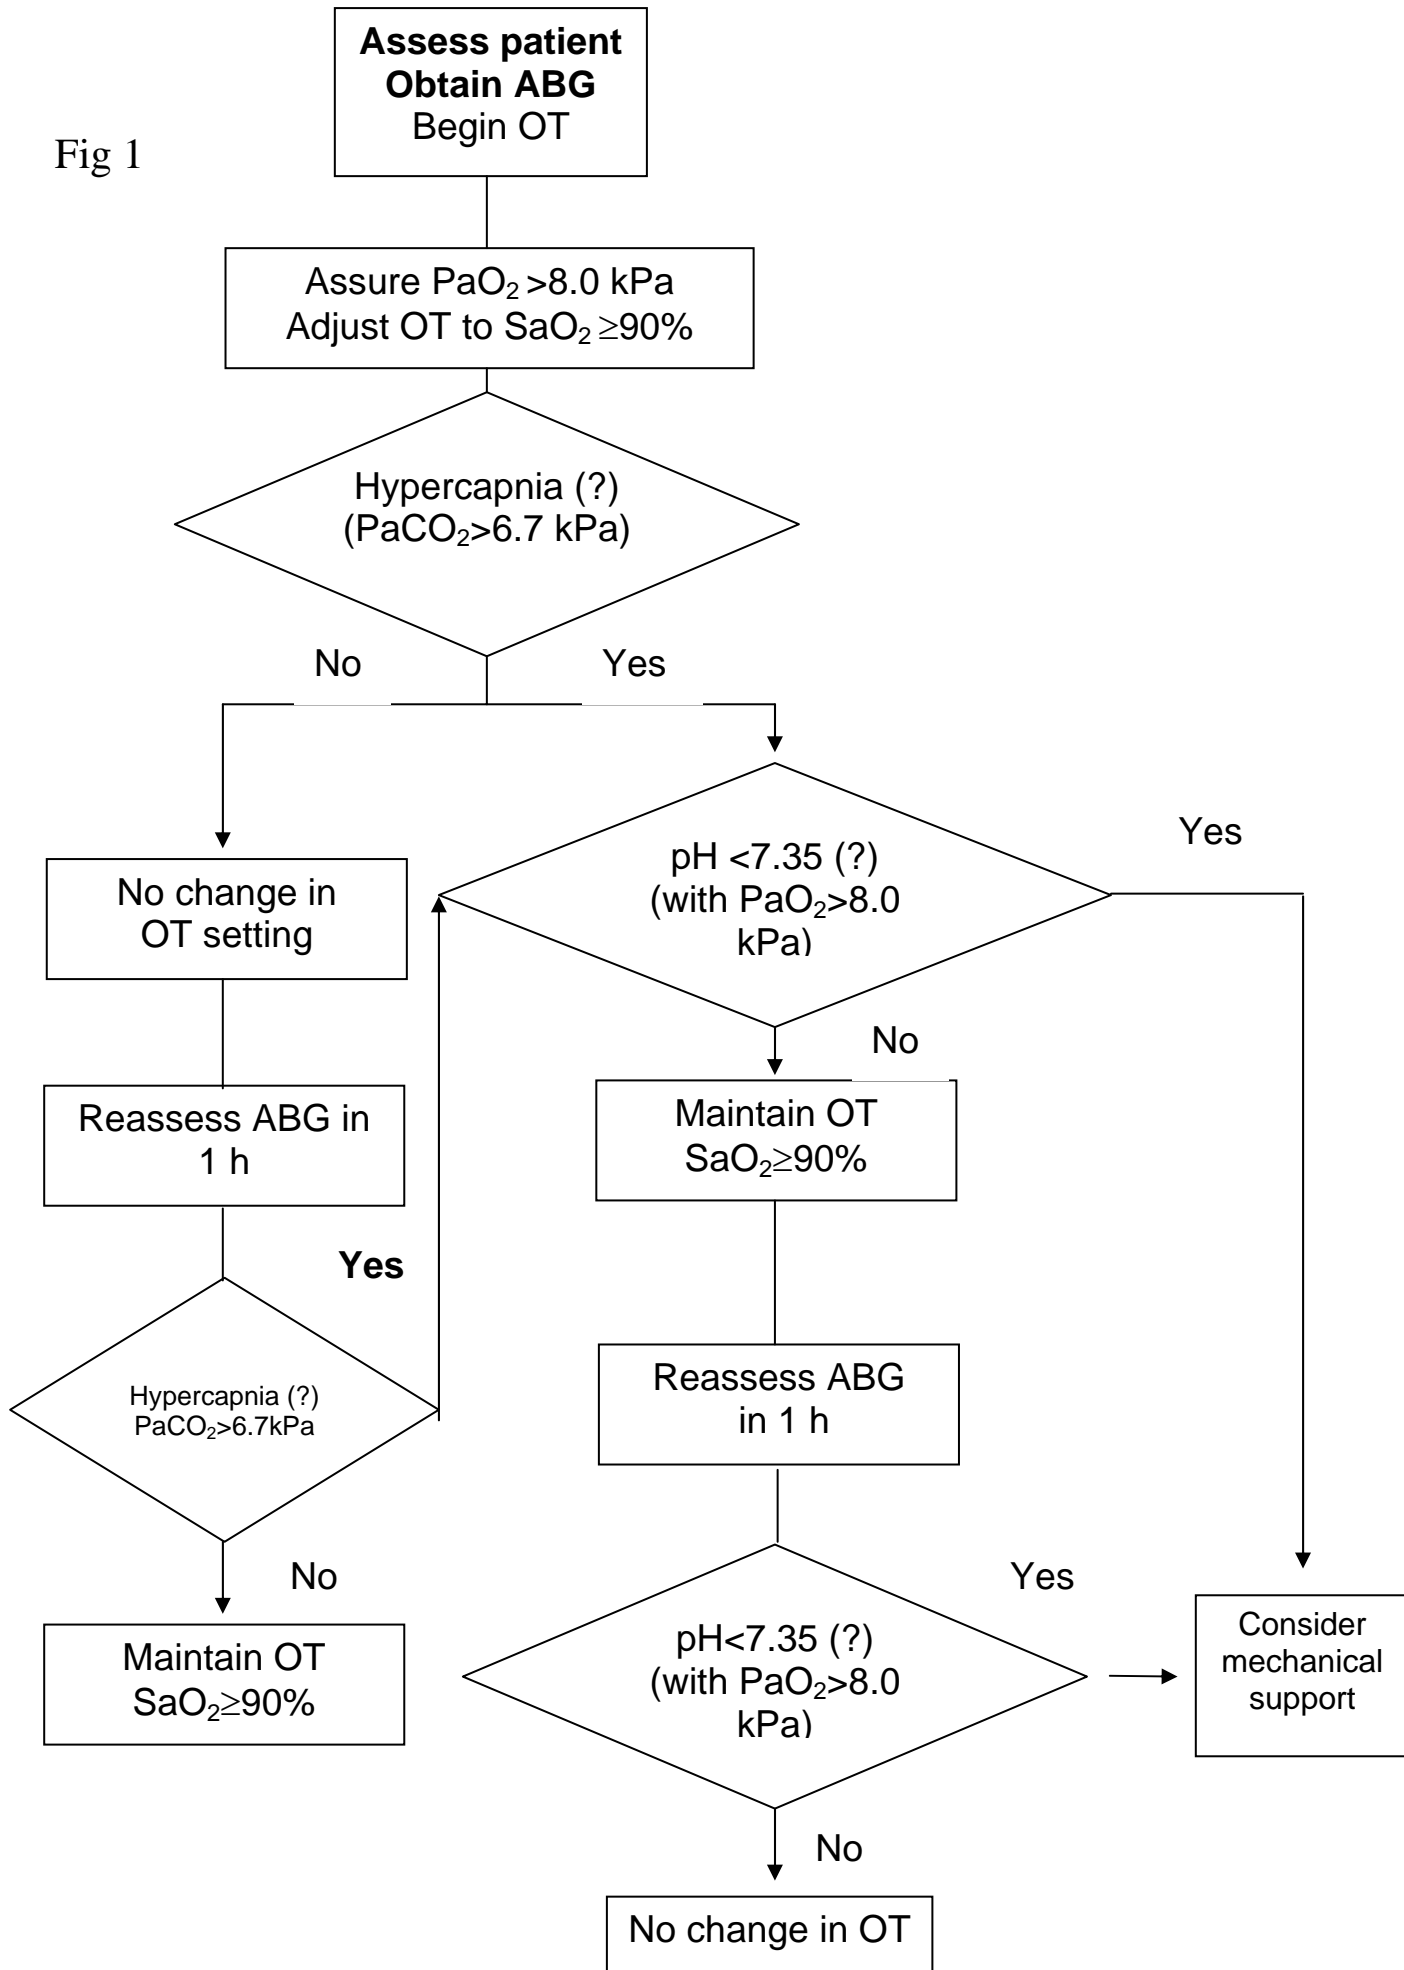 Assess patient
Obtain ABG
Begin OT
Fig 1
Assure PaO₂ >8.0 kPa
Adjust OT to SaO₂ ≥90%
Hypercapnia (?)
(PaCO₂>6.7 kPa)
No
Yes
pH <7.35 (?)
(with PaO₂>8.0
kPa)
Yes
No change in
OT setting
No
Reassess ABG in
1 h
Maintain OT
SaO₂≥90%
Yes
Hypercapnia (?)
PaCO₂>6.7kPa
Reassess ABG
in 1 h
No
Maintain OT
SaO₂≥90%
pH<7.35 (?)
(with PaO₂>8.0
kPa)
Yes
Consider
mechanical
support
No
No change in OT